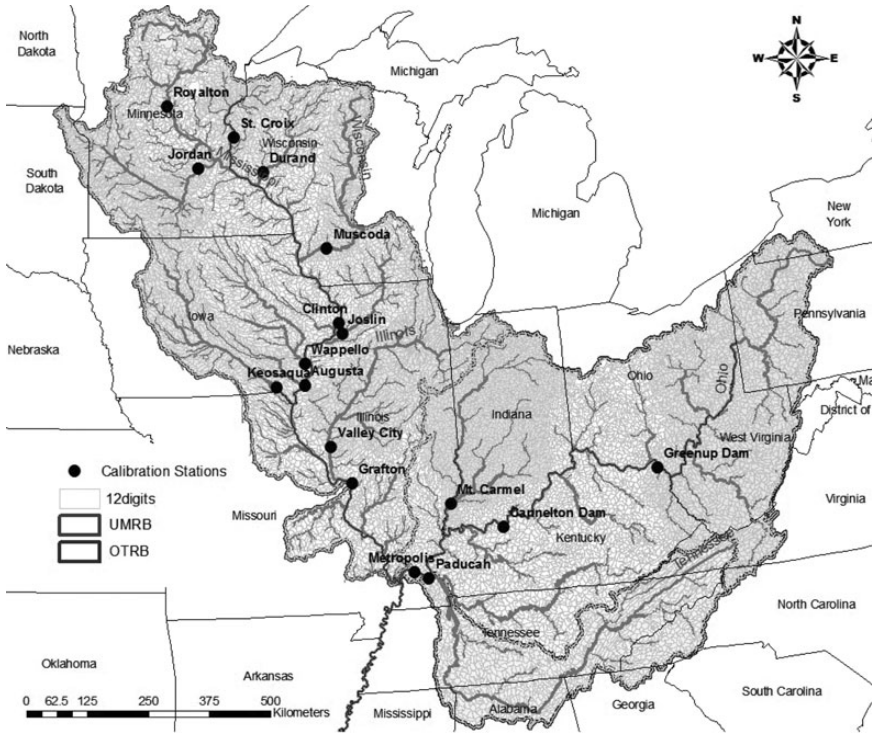 North
Dakota
Michigan
N
W
E
S
Royalton
Minnesota
St. Croix
Wisconsin
Wisconsin
Jordan
Mississippi
Durand
South
Dakota
Michigan
New
York
Muscoda
Clinton
Joslin
Iowa
Illinois
Pennsylvania
Nebraska
Wappello
Keosaqua
Augusta
Ohio
Ohio
Ma
District of
Illinois
Indiana
West Virginia
Valley City
Greenup Dam
Calibration Stations
Grafton
12digits
Mt. Carmel
Virginia
UMRB
Missouri
Cannelton Dam
Kentucky
OTRB
Metropolis
Paducah
Tennessee
Tennessee
North Carolina
Oklahoma
Arkansas
South Carolina
0 62.5 125 250 375 500
Kilometers
Mississippi
Alabama
Georgia